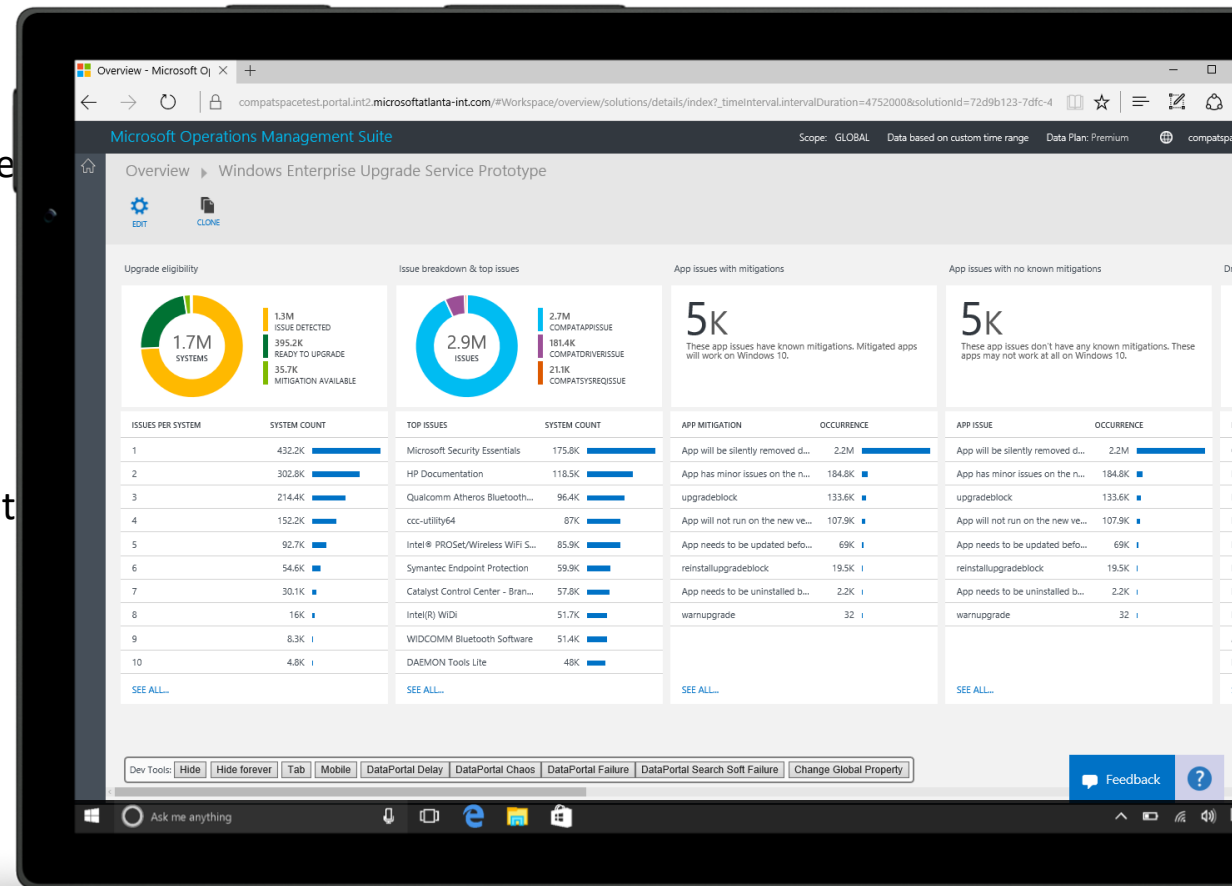 e
t
Overview - Microsoft O
compatspacetest.portal.int2.microsoftatlanta-int.com/#Workspace/overview/solutions/details/index?_timeInterval.intervalDuration=4752000&solutionId=72d9b123-7dfc-4
Microsoft Operations Management Suite
Scope: GLOBAL Data based on custom time range Data Plan: Premium compatspa
Overview ▸ Windows Enterprise Upgrade Service Prototype
EDIT CLONE
Upgrade eligibility
1.7M
SYSTEMS
1.3M
ISSUE DETECTED
395.2K
READY TO UPGRADE
35.7K
MITIGATION AVAILABLE
ISSUES PER SYSTEM SYSTEM COUNT
1 432.2K
2 302.8K
3 214.4K
4 152.2K
5 92.7K
6 54.6K
7 30.1K
8 16K
9 8.3K
10 4.8K
SEE ALL...
Issue breakdown & top issues
2.9M
ISSUES
2.7M
COMPATAPPISSUE
181.4K
COMPATDRIVERISSUE
21.1K
COMPATSYSREQISSUE
TOP ISSUES SYSTEM COUNT
Microsoft Security Essentials 175.8K
HP Documentation 118.5K
Qualcomm Atheros Bluetooth... 96.4K
ccc-utility64 87K
Intel® PROSet/Wireless WiFi S... 85.9K
Symantec Endpoint Protection 59.9K
Catalyst Control Center - Bran... 57.8K
Intel(R) WiDi 51.7K
WIDCOMM Bluetooth Software 51.4K
DAEMON Tools Lite 48K
SEE ALL...
App issues with mitigations
5K
These app issues have known mitigations. Mitigated apps
will work on Windows 10.
APP MITIGATION OCCURRENCE
App will be silently removed d... 2.2M
App has minor issues on the n... 184.8K
upgradeblock 133.6K
App will not run on the new ve... 107.9K
App needs to be updated befo... 69K
reinstallupgradeblock 19.5K
App needs to be uninstalled b... 2.2K
warnupgrade 32
SEE ALL...
App issues with no known mitigations
5K
These app issues don't have any known mitigations. These
apps may not work at all on Windows 10.
APP ISSUE OCCURRENCE
App will be silently removed d... 2.2M
App has minor issues on the n... 184.8K
upgradeblock 133.6K
App will not run on the new ve... 107.9K
App needs to be updated befo... 69K
reinstallupgradeblock 19.5K
App needs to be uninstalled b... 2.2K
warnupgrade 32
SEE ALL...
Dev Tools: Hide Hide forever Tab Mobile DataPortal Delay DataPortal Chaos DataPortal Failure DataPortal Search Soft Failure Change Global Property
Feedback ?
Ask me anything